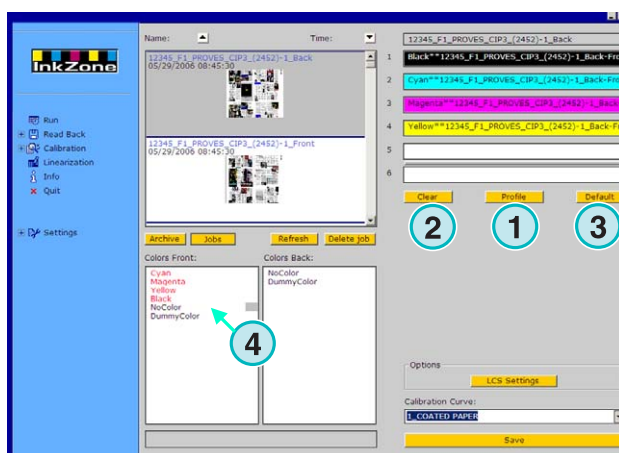 InkZone
Run
Read Back
Calibration
Linearization
Info
Quit
Settings
Name:
Time:
12345_F1_PROVES_CIP3_(2452)-1_Back
05/29/2006 08:45:30
12345_F1_PROVES_CIP3_(2452)-1_Front
05/29/2006 08:45:30
Archive
Jobs
Refresh
Delete job
Colors Front:
Cyan
Magenta
Yellow
Black
NoColor
DummyColor
4
Colors Back:
NoColor
DummyColor
12345_F1_PROVES_CIP3_(2452)-1_Back
1 Black**12345_F1_PROVES_CIP3_(2452)-1_Back-Fro
2 Cyan**12345_F1_PROVES_CIP3_(2452)-1_Back-Fro
3 Magenta**12345_F1_PROVES_CIP3_(2452)-1_Back
4 Yellow**12345_F1_PROVES_CIP3_(2452)-1_Back-F
5
6
Clear
Profile
Default
2
1
3
Options
LCS Settings
Calibration Curve:
1_COATED PAPER
Save